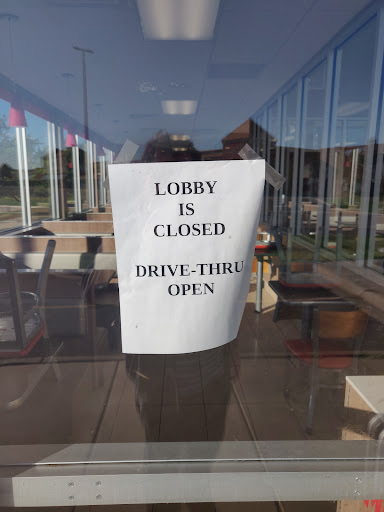 LOBBY
IS
CLOSED
DRIVE-THRU
OPEN